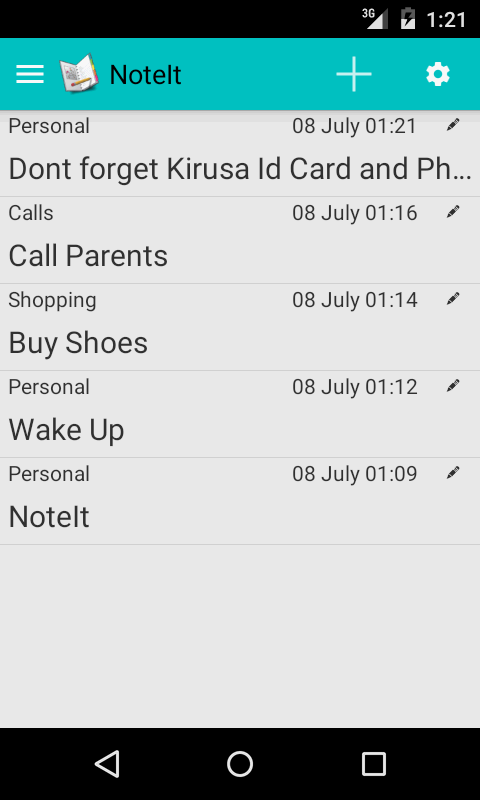 3G 1:21
NoteIt
Personal 08 July 01:21
Dont forget Kirusa Id Card and Ph...
Calls 08 July 01:16
Call Parents
Shopping 08 July 01:14
Buy Shoes
Personal 08 July 01:12
Wake Up
Personal 08 July 01:09
NoteIt